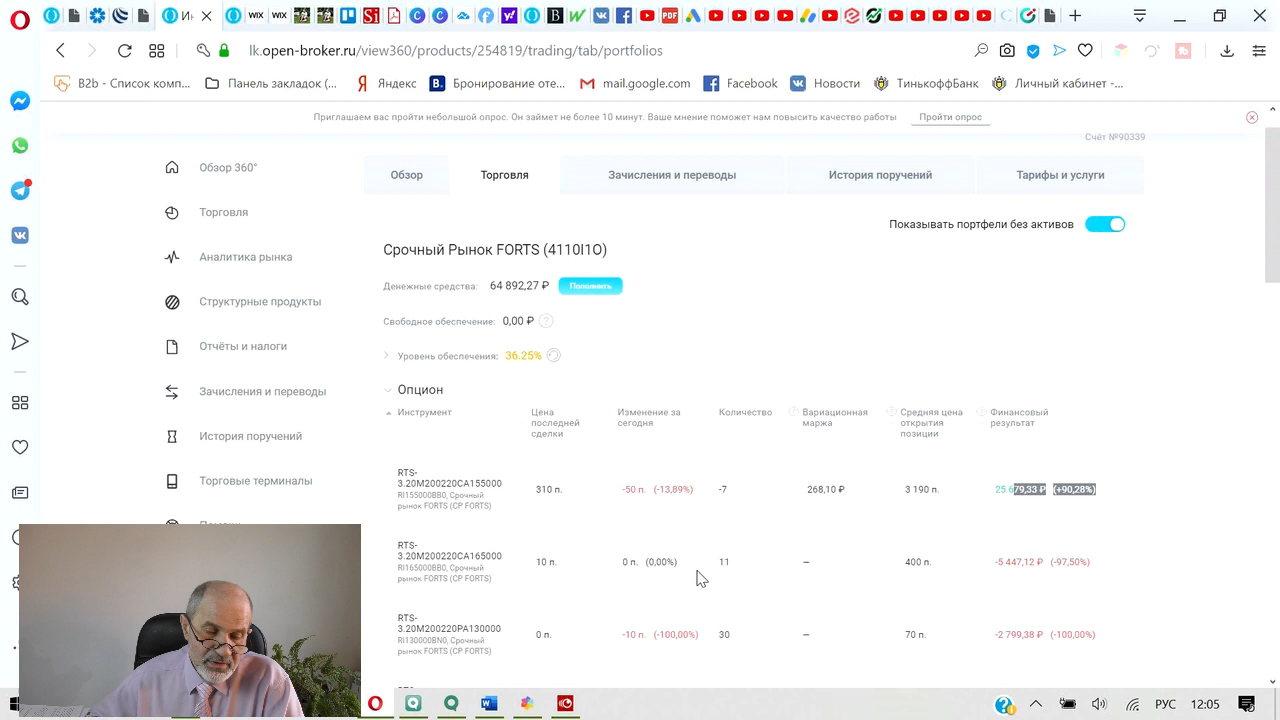 И
WIX
WIX
lk.open-broker.ru/view360/products/254819/trading/tab/portfolios
B2b - Список комп...
Панель закладок (...
Яндекс
Бронирование оте...
mail.google.com
Facebook
Новости
ТинькоффБанк
Личный кабинет -...
Приглашаем вас пройти небольшой опрос. Он займет не более 10 минут. Ваше мнение поможет нам повысить качество работы
Пройти опрос
Счёт №90339
Обзор 360°
Торговля
Аналитика рынка
Структурные продукты
Отчёты и налоги
Зачисления и переводы
История поручений
Торговые терминалы
Обзор
Торговля
Зачисления и переводы
История поручений
Тарифы и услуги
Показывать портфели без активов
Срочный Рынок FORTS (4110I1O)
Денежные средства: 64 892,27 ₽ Пополнить
Свободное обеспечение: 0,00 ₽
Уровень обеспечения: 36.25%
Опцион
Инструмент
Цена последней сделки
Изменение за сегодня
Количество
Вариационная маржа
Средняя цена открытия позиции
Финансовый результат
RTS-
3.20M200220CA155000
RI155000BB0, Срочный
рынок FORTS (СР FORTS)
310 п.
-50 п. (-13,89%)
-7
268,10 ₽
3 190 п.
25 679,33 ₽ (+90,28%)
RTS-
3.20M200220CA165000
RI165000BB0, Срочный
рынок FORTS (СР FORTS)
10 п.
0 п. (0,00%)
11
–
400 п.
-5 447,12 ₽ (-97,50%)
RTS-
3.20M200220PA130000
RI130000BN0, Срочный
рынок FORTS (СР FORTS)
0 п.
-10 п. (-100,00%)
30
–
70 п.
-2 799,38 ₽ (-100,00%)
РУС
12:05